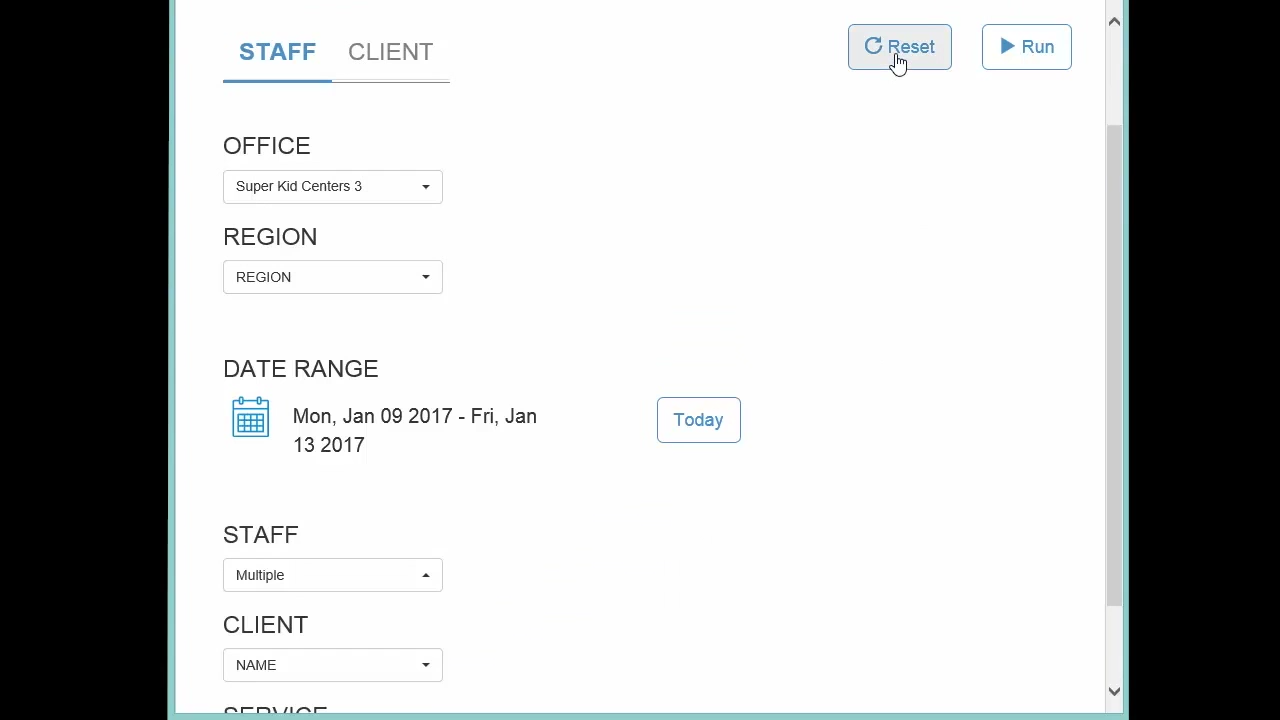 STAFF CLIENT Reset Run
OFFICE
Super Kid Centers 3
REGION
REGION
DATE RANGE
Mon, Jan 09 2017 - Fri, Jan
13 2017
Today
STAFF
Multiple
CLIENT
NAME
SERVICE